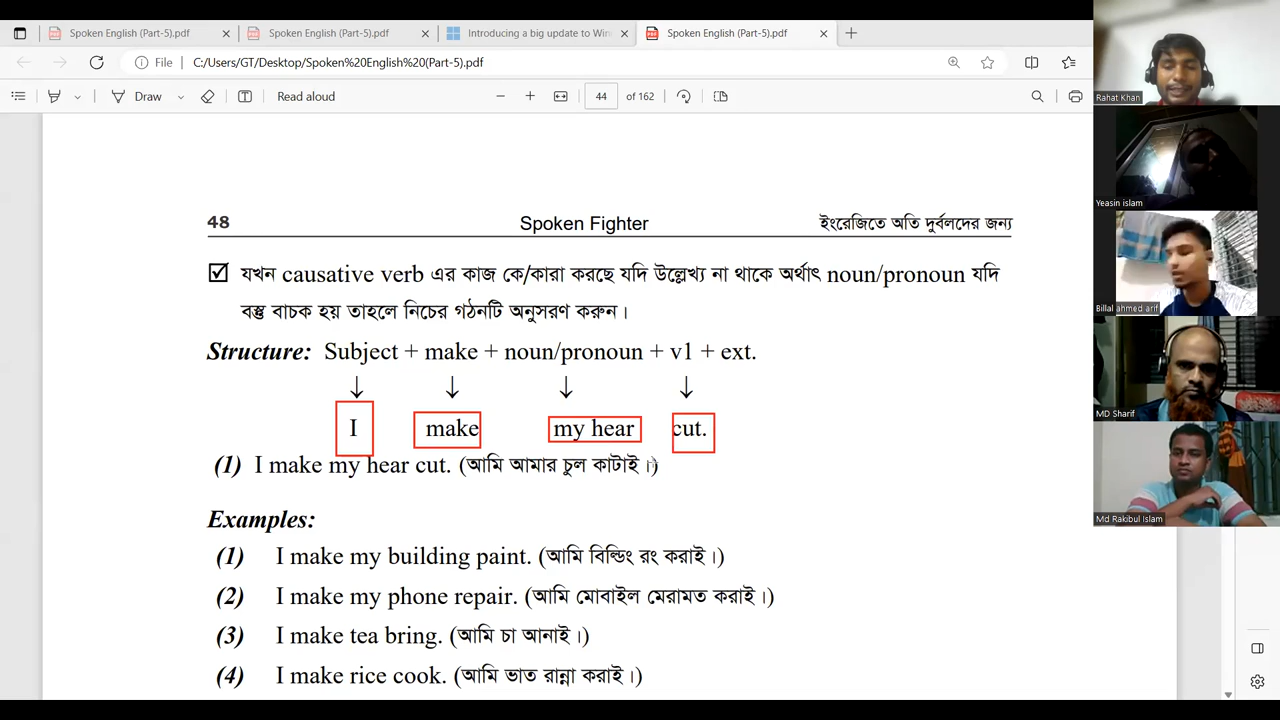 Spoken English (Part-5).pdf
Spoken English (Part-5).pdf
Introducing a big update to Win
Spoken English (Part-5).pdf
File C:/Users/GT/Desktop/Spoken%20English%20(Part-5).pdf
Draw Read aloud 44 of 162
48 Spoken Fighter ইংরেজিতে অতি দুর্বলদের জন্য
যখন causative verb এর কাজ কে/কারা করছে যদি উল্লেখ্য না থাকে অর্থাৎ noun/pronoun যদি
বস্তু বাচক হয় তাহলে নিচের গঠনটি অনুসরণ করুন।
Structure: Subject + make + noun/pronoun + v1 + ext.
I make my hear cut.
(1) I make my hear cut. (আমি আমার চুল কাটাই।)
Examples:
(1) I make my building paint. (আমি বিল্ডিং রং করাই।)
(2) I make my phone repair. (আমি মোবাইল মেরামত করাই।)
(3) I make tea bring. (আমি চা আনাই।)
(4) I make rice cook. (আমি ভাত রান্না করাই।)
Rahat Khan
Yeasin islam
Billal ahmed arif
MD Sharif
Md Rakibul Islam